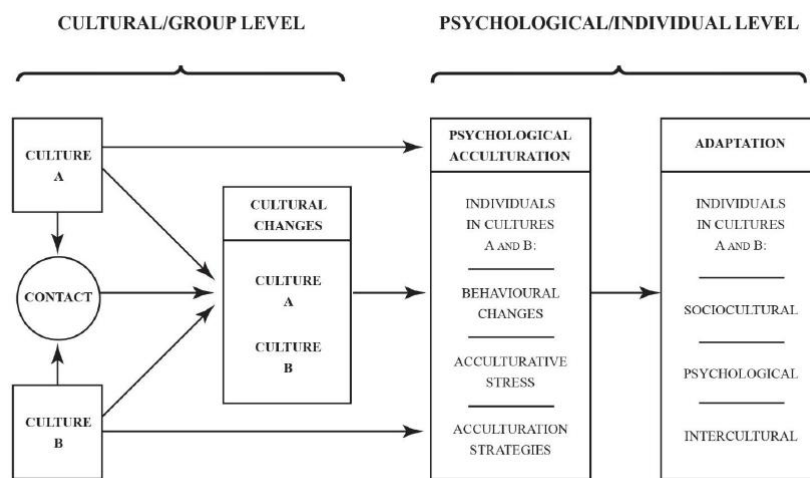 CULTURAL/GROUP LEVEL
PSYCHOLOGICAL/INDIVIDUAL LEVEL
CULTURE
A
CONTACT
CULTURE
B
CULTURAL
CHANGES
CULTURE
A
CULTURE
B
PSYCHOLOGICAL
ACCULTURATION
INDIVIDUALS
IN CULTURES
A AND B:
BEHAVIOURAL
CHANGES
ACCULTURATIVE
STRESS
ACCULTURATION
STRATEGIES
ADAPTATION
INDIVIDUALS
IN CULTURES
A AND B:
SOCIOCULTURAL
PSYCHOLOGICAL
INTERCULTURAL